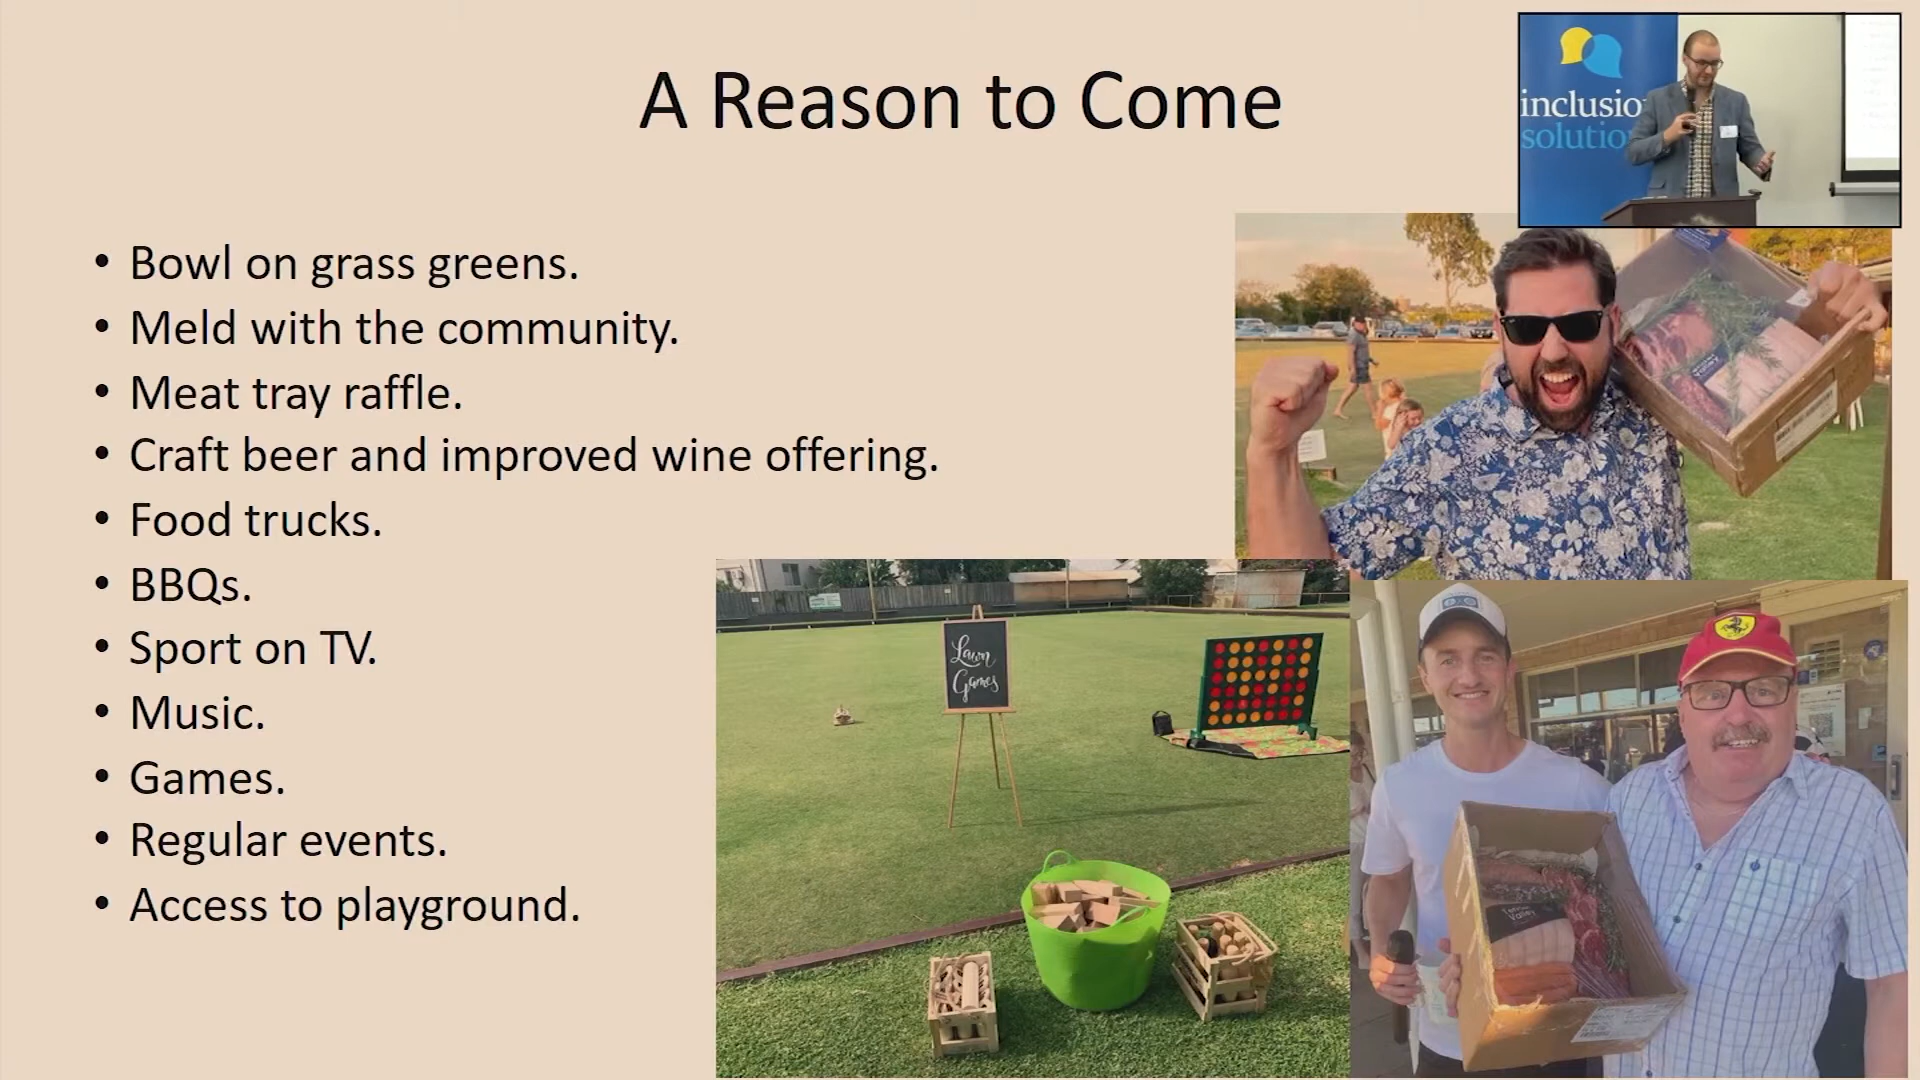 A Reason to Come
inclusio
solutio
• Bowl on grass greens.
• Meld with the community.
• Meat tray raffle.
• Craft beer and improved wine offering.
• Food trucks.
• BBQs.
• Sport on TV.
• Music.
• Games.
• Regular events.
• Access to playground.
Lawn
Games
Valley